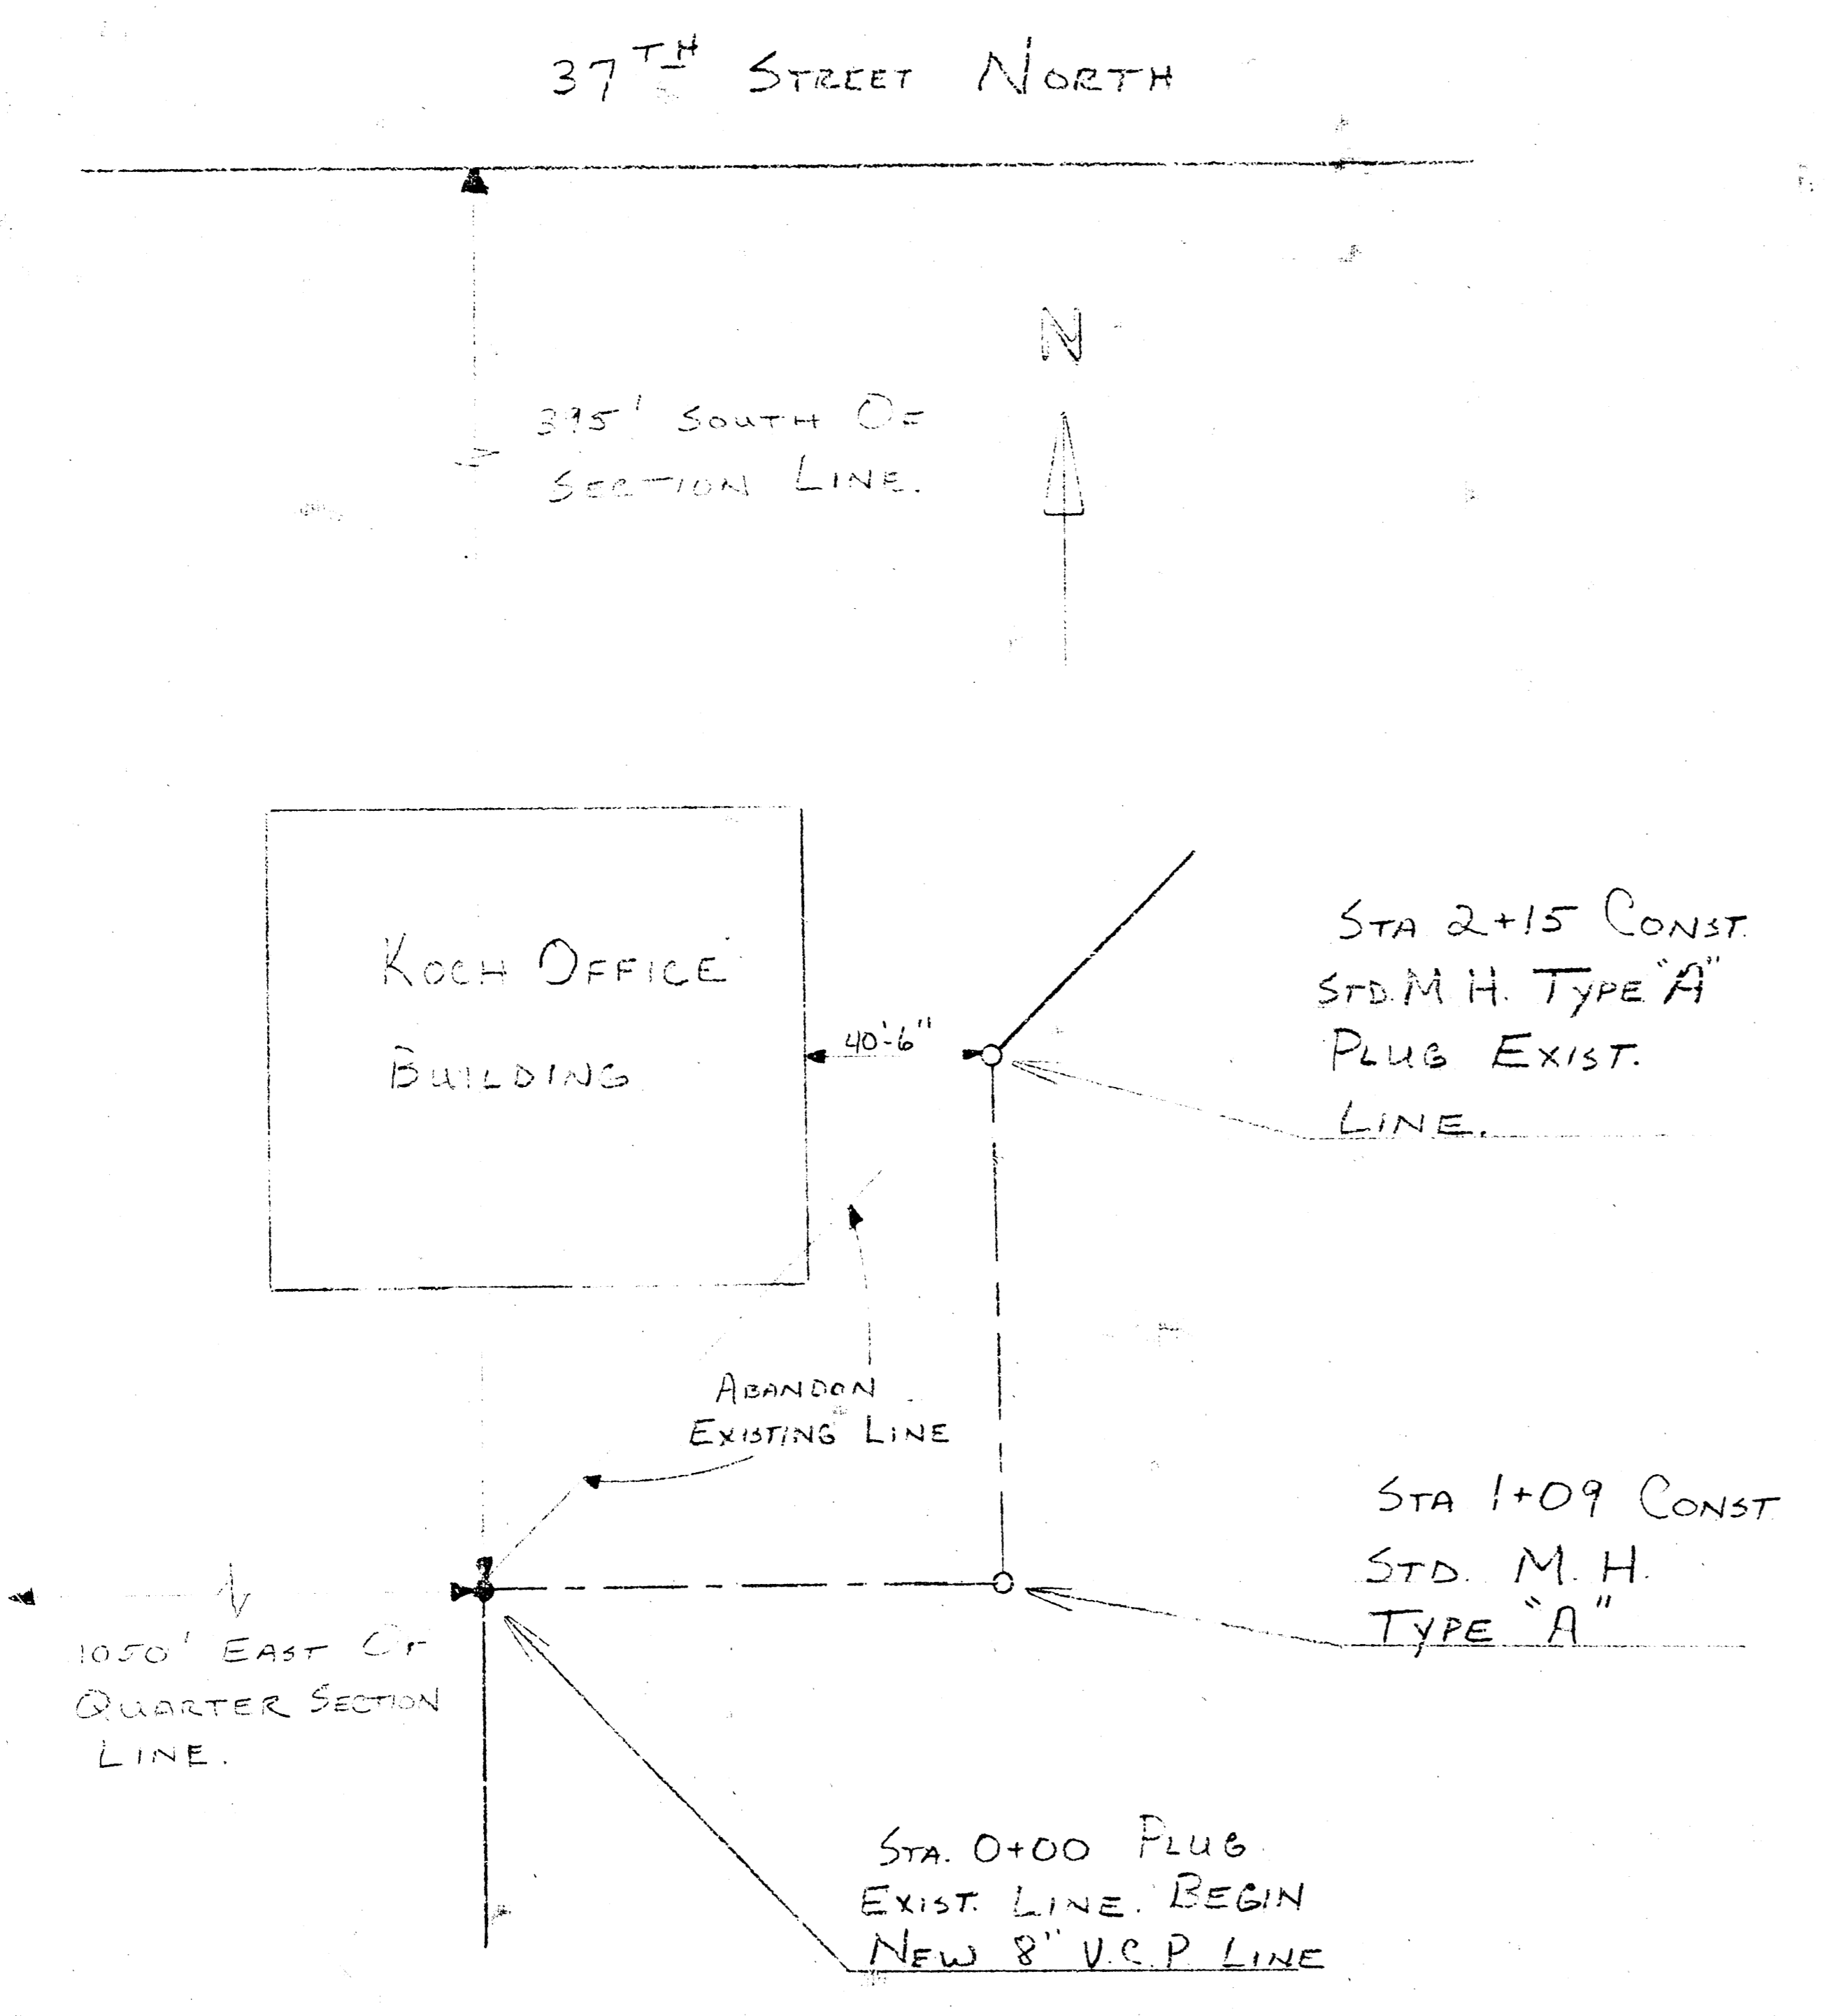 37TH STREET NORTH
N
395' SOUTH OF
SECTION LINE.
KOCH OFFICE
BUILDING
40'-6"
STA 2+15 CONST.
STD. M.H. TYPE "A"
PLUG EXIST.
LINE.
ABANDON
EXISTING LINE
STA 1+09 CONST
STD. M.H.
TYPE "A"
1050' EAST OF
QUARTER SECTION
LINE.
STA. 0+00 PLUG
EXIST. LINE. BEGIN
NEW 8" V.C.P. LINE